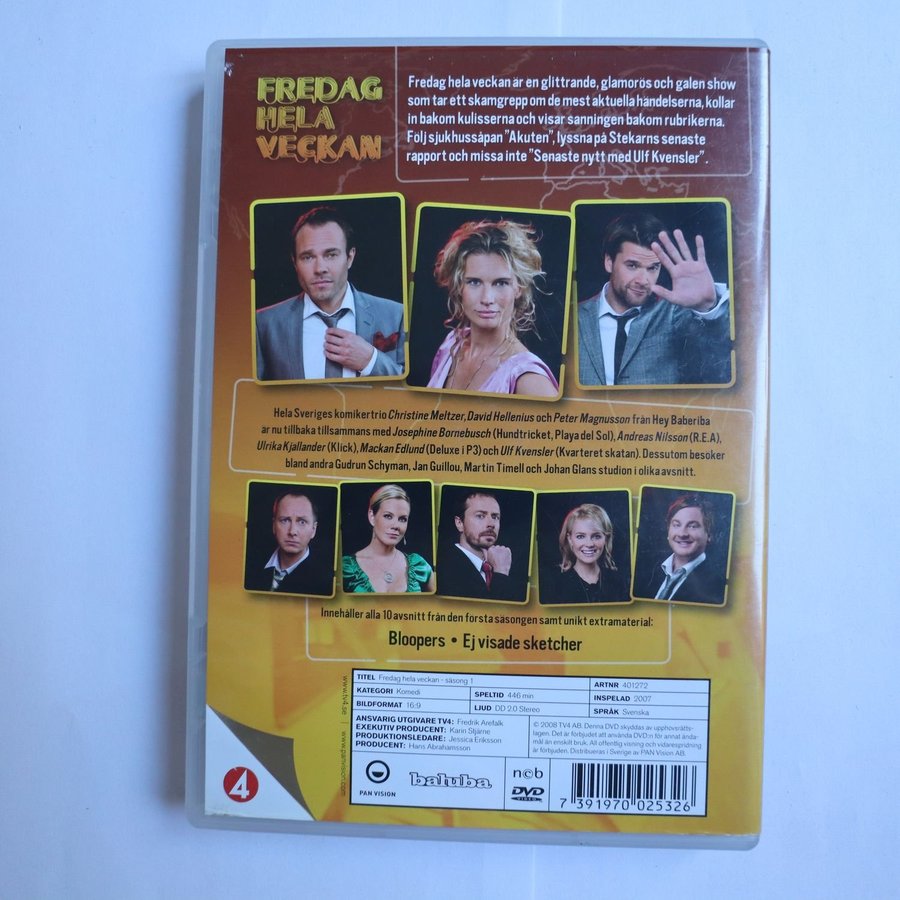 FREDAG
HELA
VECKAN
Fredag hela veckan är en glittrande, glamorös och galen show
som tar ett skamgrepp om de mest aktuella händelserna, kollar
in bakom kulisserna och visar sanningen bakom rubrikerna.
Följ sjukhussåpan "Akuten", lyssna på Stekarns senaste
rapport och missa inte "Senaste nytt med Ulf Kvensler".
Hela Sveriges komikertrio Christine Meltzer, David Hellenius och Peter Magnusson från Hey Baberiba
är nu tillbaka tillsammans med Josephine Bornebusch (Hundtricket, Playa del Sol), Andreas Nilsson (R.E.A),
Ulrika Kjällander (Klick), Mackan Edlund (Deluxe i P3) och Ulf Kvensler (Kvarteret skatan). Dessutom besöker
bland andra Gudrun Schyman, Jan Guillou, Martin Timell och Johan Glans studion i olika avsnitt.
Innehåller alla 10 avsnitt från den första säsongen samt unikt extramaterial:
Bloopers • Ej visade sketcher
www.tv4.se | www.panvision.com
TITEL Fredag hela veckan - säsong 1
ARTNR 401272
KATEGORI Komedi
SPELTID 446 min
INSPELAD 2007
BILDFORMAT 16:9
LJUD DD 2.0 Stereo
SPRÅK Svenska
ANSVARIG UTGIVARE TV4: Fredrik Arefalk
EXEKUTIV PRODUCENT: Karin Stjärne
PRODUKTIONSLEDARE: Jessica Eriksson
PRODUCENT: Hans Abrahamsson
© 2008 TV4 AB. Denna DVD skyddas av upphovsrätts-
lagen. Det är förbjudet att använda DVD:n för annat ända-
mål än enskilt bruk. All offentlig visning och vidarespridning
är förbjuden. Distribueras i Sverige av PAN Vision AB.
4
PAN VISION
baluba
ncb
DVD
VIDEO
7 391970 025326